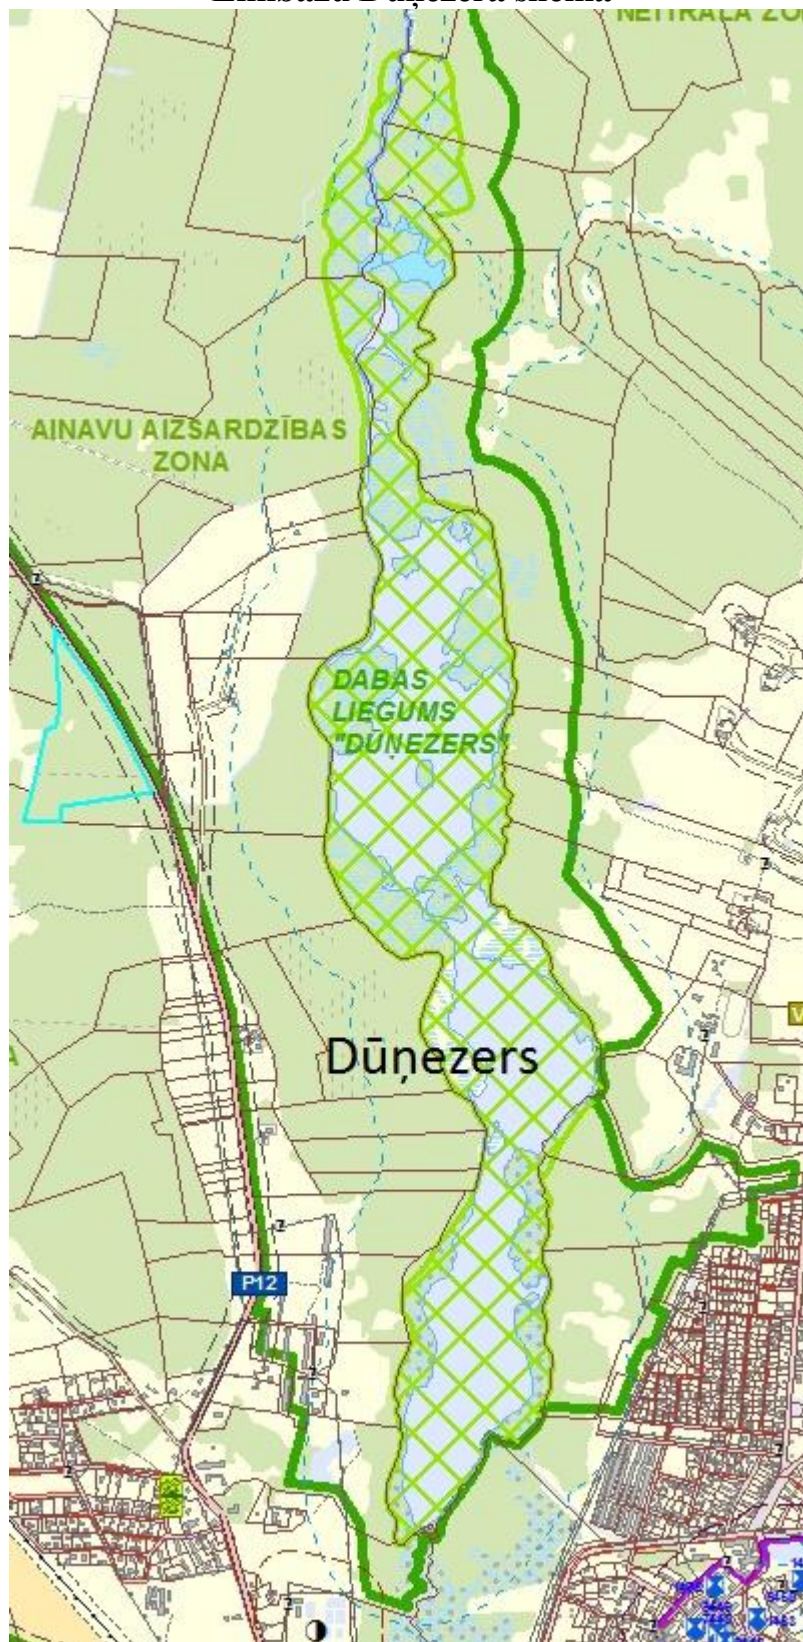 NEITRĀLĀ ZO
AINAVU AIZSARDZĪBAS
ZONA
DABAS
LIEGUMS
"DŪŅEZERS"
Dūņezers
P12